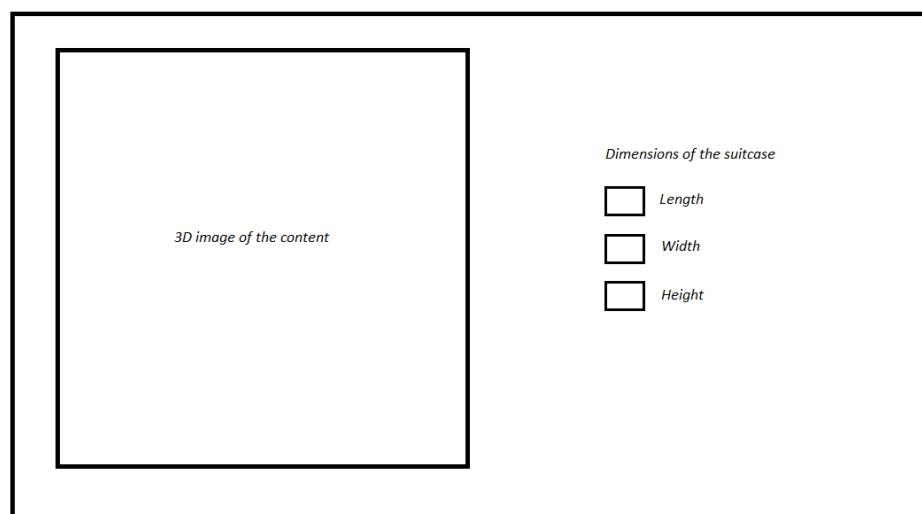 3D image of the content
Dimensions of the suitcase
Length
Width
Height